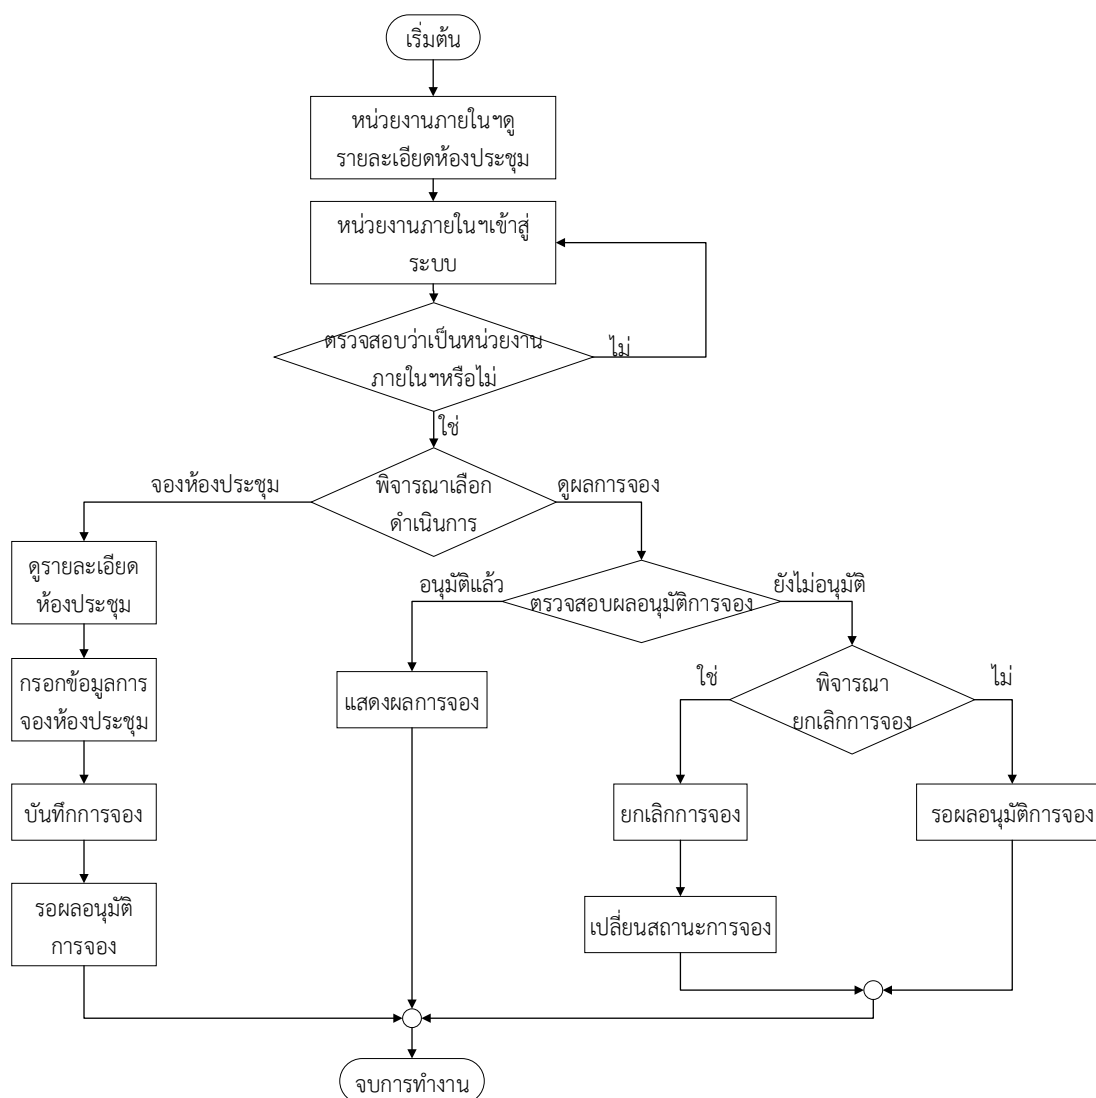 เริ่มต้น
หน่วยงานภายในฯดู
รายละเอียดห้องประชุม
หน่วยงานภายในฯเข้าสู่
ระบบ
ตรวจสอบว่าเป็นหน่วยงาน
ภายในฯหรือไม่
ไม่
ใช่
พิจารณาเลือก
ดำเนินการ
จองห้องประชุม
ดูผลการจอง
ดูรายละเอียด
ห้องประชุม
กรอกข้อมูลการ
จองห้องประชุม
บันทึกการจอง
รอผลอนุมัติ
การจอง
ตรวจสอบผลอนุมัติการจอง
อนุมัติแล้ว
ยังไม่อนุมัติ
แสดงผลการจอง
พิจารณา
ยกเลิกการจอง
ใช่
ไม่
ยกเลิกการจอง
เปลี่ยนสถานะการจอง
รอผลอนุมัติการจอง
จบการทำงาน